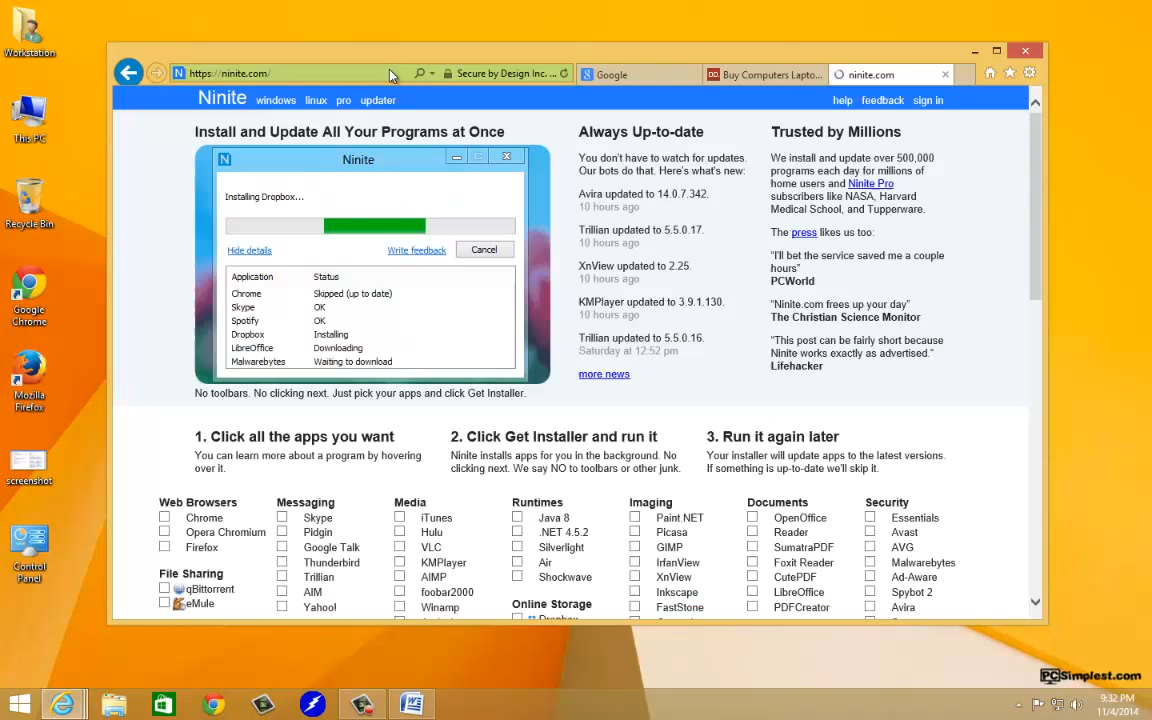 Workstation
This PC
Recycle Bin
Google
Chrome
Mozilla
Firefox
screenshot
Control
Panel
https://ninite.com/
Secure by Design Inc. ...
Google
Buy Computers Lapto...
ninite.com
Ninite windows linux pro updater
help feedback sign in
Install and Update All Your Programs at Once
Ninite
Installing Dropbox...
Hide details
Write feedback
Cancel
Application Status
Chrome Skipped (up to date)
Skype OK
Spotify OK
Dropbox Installing
LibreOffice Downloading
Malwarebytes Waiting to download
No toolbars. No clicking next. Just pick your apps and click Get Installer.
Always Up-to-date
You don't have to watch for updates.
Our bots do that. Here's what's new:
Avira updated to 14.0.7.342.
10 hours ago
Trillian updated to 5.5.0.17.
10 hours ago
XnView updated to 2.25.
10 hours ago
KMPlayer updated to 3.9.1.130.
10 hours ago
Trillian updated to 5.5.0.16.
Saturday at 12:52 pm
more news
Trusted by Millions
We install and update over 500,000
programs each day for millions of
home users and Ninite Pro
subscribers like NASA, Harvard
Medical School, and Tupperware.
The press likes us too:
"I'll bet the service saved me a couple
hours"
PCWorld
"Ninite.com frees up your day"
The Christian Science Monitor
"This post can be fairly short because
Ninite works exactly as advertised."
Lifehacker
1. Click all the apps you want
You can learn more about a program by hovering
over it.
2. Click Get Installer and run it
Ninite installs apps for you in the background. No
clicking next. We say NO to toolbars or other junk.
3. Run it again later
Your installer will update apps to the latest versions.
If something is up-to-date we'll skip it.
Web Browsers
Chrome
Opera Chromium
Firefox
File Sharing
qBittorrent
eMule
Messaging
Skype
Pidgin
Google Talk
Thunderbird
Trillian
AIM
Yahoo!
Media
iTunes
Hulu
VLC
KMPlayer
AIMP
foobar2000
Winamp
Runtimes
Java 8
.NET 4.5.2
Silverlight
Air
Shockwave
Online Storage
Dropbox
Imaging
Paint.NET
Picasa
GIMP
IrfanView
XnView
Inkscape
FastStone
Documents
OpenOffice
Reader
SumatraPDF
Foxit Reader
CutePDF
LibreOffice
PDFCreator
Security
Essentials
Avast
AVG
Malwarebytes
Ad-Aware
Spybot 2
Avira
PCSimplest.com
9:32 PM
11/4/2014